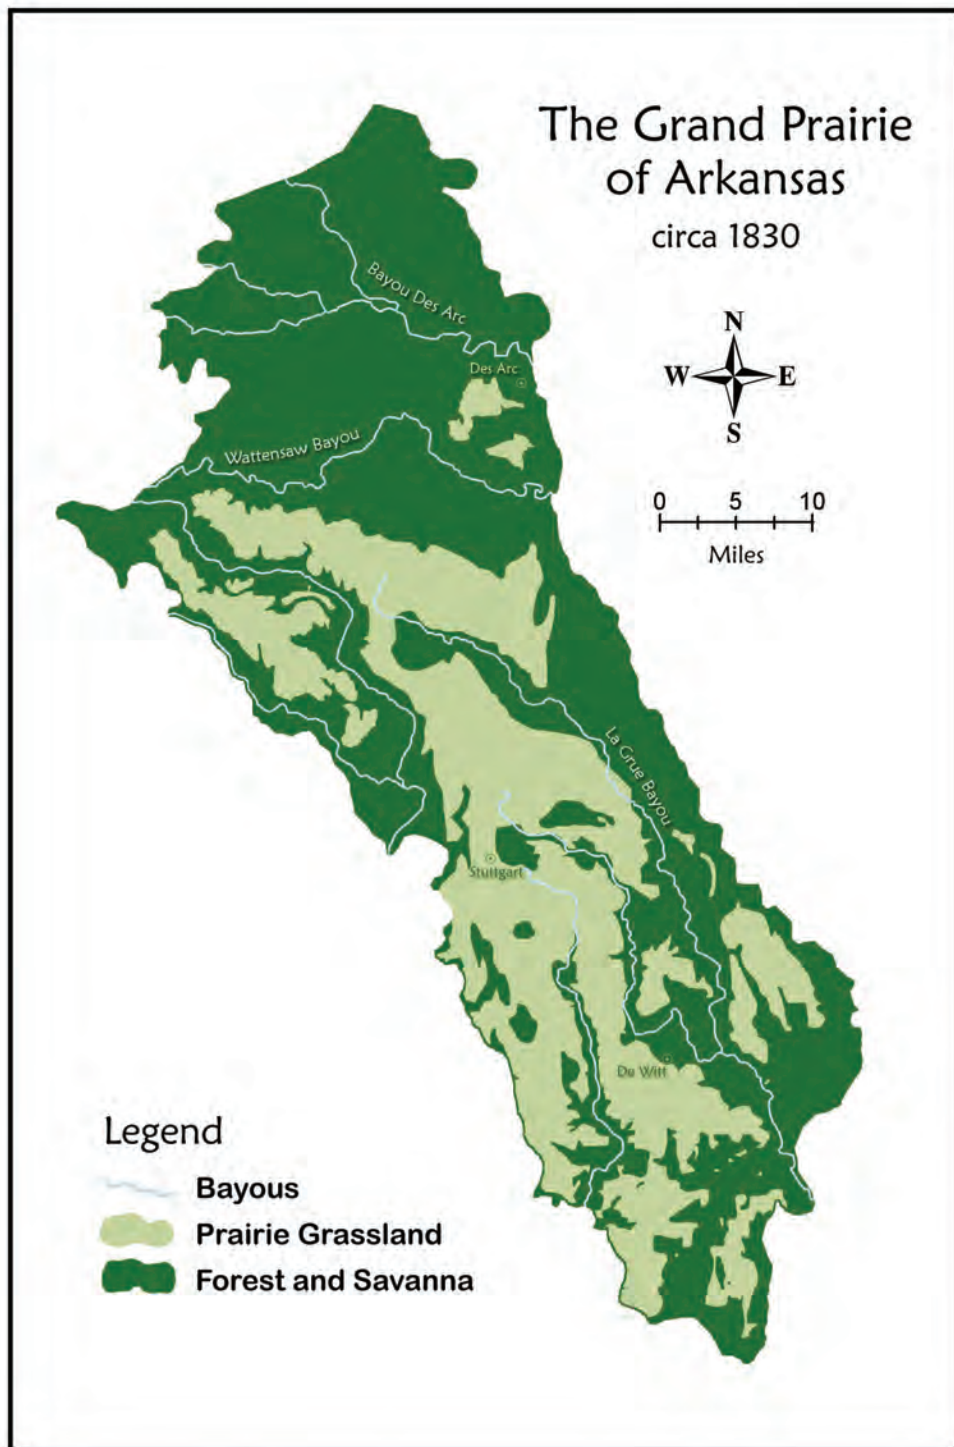 The Grand Prairie
of Arkansas
circa 1830
N
W E
S
0 5 10
Miles
Bayou Des Arc
Des Arc
Wattensaw Bayou
La Grue Bayou
Stuttgart
De Witt
Legend
Bayous
Prairie Grassland
Forest and Savanna